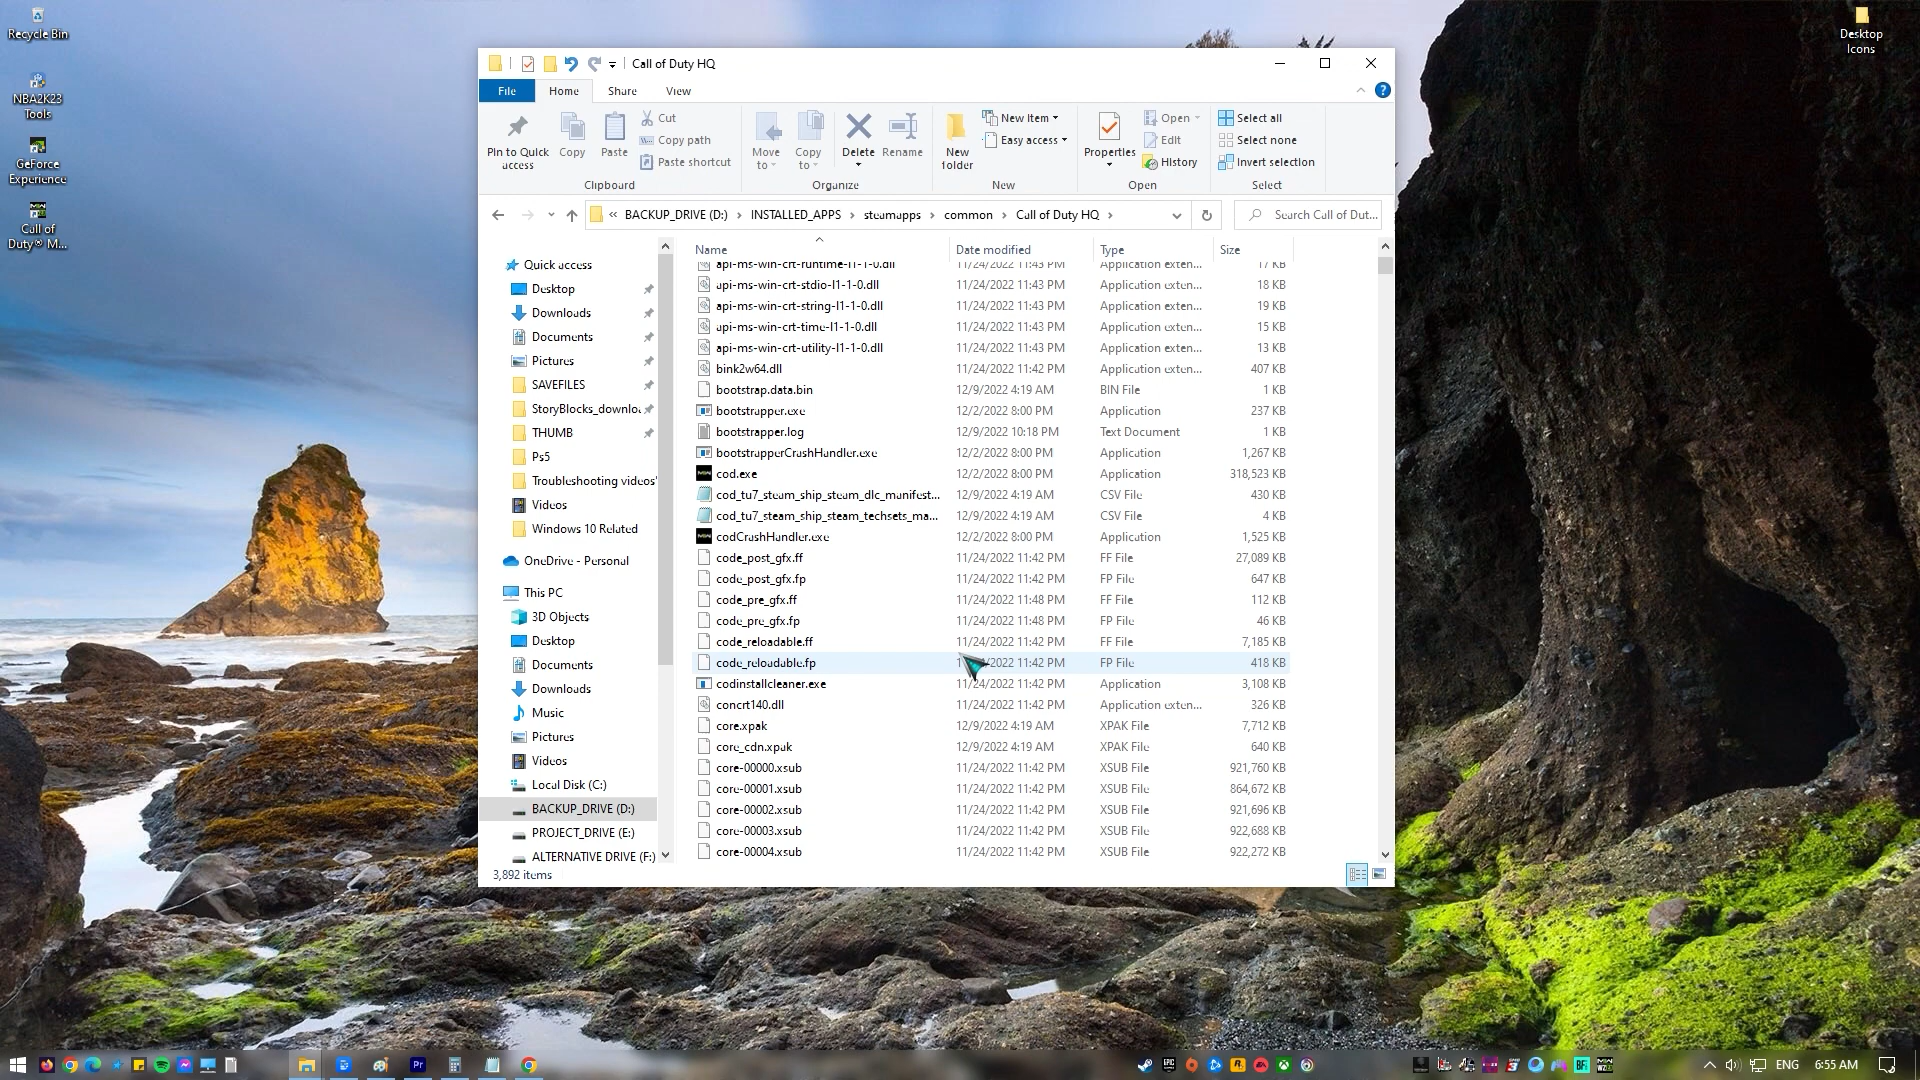 Recycle Bin
NBA2K23
Tools
GeForce
Experience
Call of
Duty® M...
Desktop
Icons
Call of Duty HQ
File
Home
Share
View
Pin to Quick
access
Copy
Paste
Cut
Copy path
Paste shortcut
Clipboard
Move
to
Copy
to
Delete
Rename
Organize
New
folder
New item
Easy access
New
Properties
Open
Edit
History
Open
Select all
Select none
Invert selection
Select
« BACKUP_DRIVE (D:) › INSTALLED_APPS › steamapps › common › Call of Duty HQ ›
Search Call of Dut...
Quick access
Desktop
Downloads
Documents
Pictures
SAVEFILES
StoryBlocks_downlo
THUMB
Ps5
Troubleshooting videos
Videos
Windows 10 Related
OneDrive - Personal
This PC
3D Objects
Desktop
Documents
Downloads
Music
Pictures
Videos
Local Disk (C:)
BACKUP_DRIVE (D:)
PROJECT_DRIVE (E:)
ALTERNATIVE DRIVE (F:)
Name Date modified Type Size
api-ms-win-crt-runtime-l1-1-0.dll 11/24/2022 11:43 PM Application exten... 17 KB
api-ms-win-crt-stdio-l1-1-0.dll 11/24/2022 11:43 PM Application exten... 18 KB
api-ms-win-crt-string-l1-1-0.dll 11/24/2022 11:43 PM Application exten... 19 KB
api-ms-win-crt-time-l1-1-0.dll 11/24/2022 11:43 PM Application exten... 15 KB
api-ms-win-crt-utility-l1-1-0.dll 11/24/2022 11:43 PM Application exten... 13 KB
bink2w64.dll 11/24/2022 11:42 PM Application exten... 407 KB
bootstrap.data.bin 12/9/2022 4:19 AM BIN File 1 KB
bootstrapper.exe 12/2/2022 8:00 PM Application 237 KB
bootstrapper.log 12/9/2022 10:18 PM Text Document 1 KB
bootstrapperCrashHandler.exe 12/2/2022 8:00 PM Application 1,267 KB
cod.exe 12/2/2022 8:00 PM Application 318,523 KB
cod_tu7_steam_ship_steam_dlc_manifest... 12/9/2022 4:19 AM CSV File 430 KB
cod_tu7_steam_ship_steam_techsets_ma... 12/9/2022 4:19 AM CSV File 4 KB
codCrashHandler.exe 12/2/2022 8:00 PM Application 1,525 KB
code_post_gfx.ff 11/24/2022 11:42 PM FF File 27,089 KB
code_post_gfx.fp 11/24/2022 11:42 PM FP File 647 KB
code_pre_gfx.ff 11/24/2022 11:48 PM FF File 112 KB
code_pre_gfx.fp 11/24/2022 11:48 PM FP File 46 KB
code_reloadable.ff 11/24/2022 11:42 PM FF File 7,185 KB
code_reloadable.fp 2022 11:42 PM FP File 418 KB
codinstallcleaner.exe 11/24/2022 11:42 PM Application 3,108 KB
concrt140.dll 11/24/2022 11:42 PM Application exten... 326 KB
core.xpak 12/9/2022 4:19 AM XPAK File 7,712 KB
core_cdn.xpak 12/9/2022 4:19 AM XPAK File 640 KB
core-00000.xsub 11/24/2022 11:42 PM XSUB File 921,760 KB
core-00001.xsub 11/24/2022 11:42 PM XSUB File 864,672 KB
core-00002.xsub 11/24/2022 11:42 PM XSUB File 921,696 KB
core-00003.xsub 11/24/2022 11:42 PM XSUB File 922,688 KB
core-00004.xsub 11/24/2022 11:42 PM XSUB File 922,272 KB
3,892 items
ENG
6:55 AM